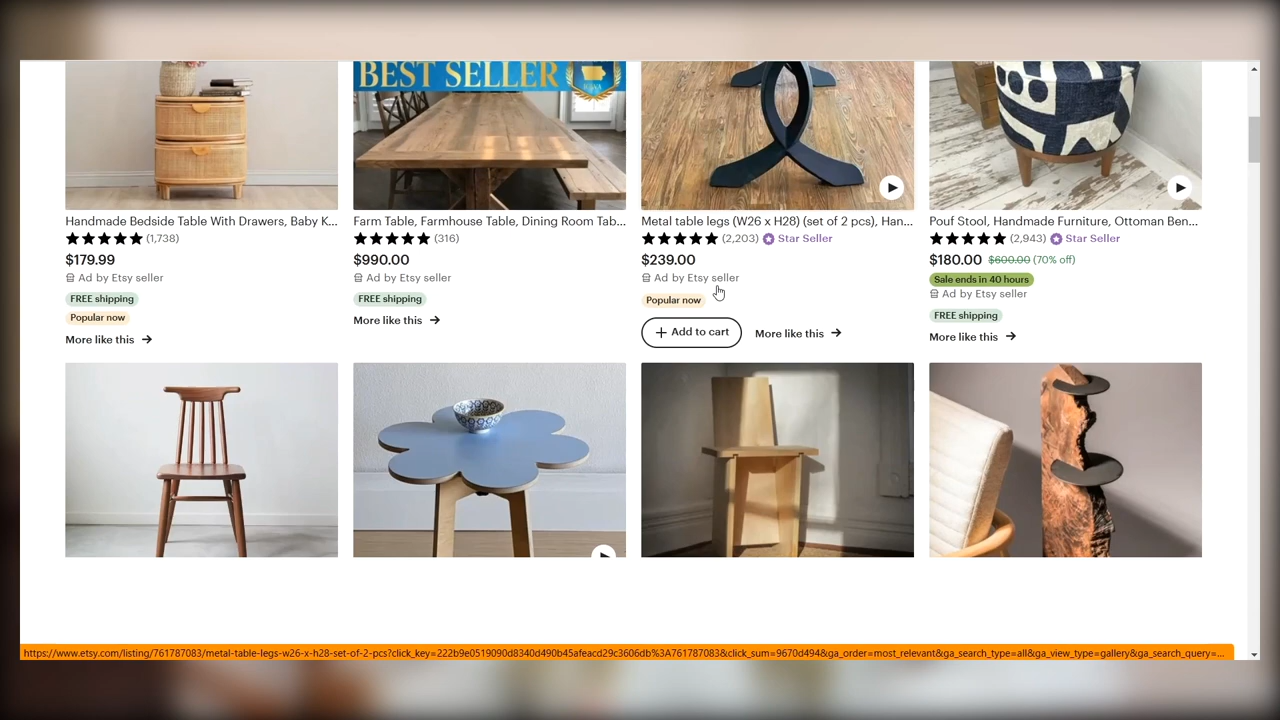 BEST SELLER
Handmade Bedside Table With Drawers, Baby K...
★★★★★ (1,738)
$179.99
Ad by Etsy seller
FREE shipping
Popular now
More like this →
Farm Table, Farmhouse Table, Dining Room Tab...
★★★★★ (316)
$990.00
Ad by Etsy seller
FREE shipping
More like this →
Metal table legs (W26 x H28) (set of 2 pcs), Han...
★★★★★ (2,203) Star Seller
$239.00
Ad by Etsy seller
Popular now
+ Add to cart More like this →
Pouf Stool, Handmade Furniture, Ottoman Ben...
★★★★★ (2,943) Star Seller
$180.00 $600.00 (70% off)
Sale ends in 40 hours
Ad by Etsy seller
FREE shipping
More like this →
https://www.etsy.com/listing/761787083/metal-table-legs-w26-x-h28-set-of-2-pcs?click_key=222b9e0519090d8340d490b45afeacd29c3606db%3A761787083&click_sum=9670d494&ga_order=most_relevant&ga_search_type=all&ga_view_type=gallery&ga_search_query=...